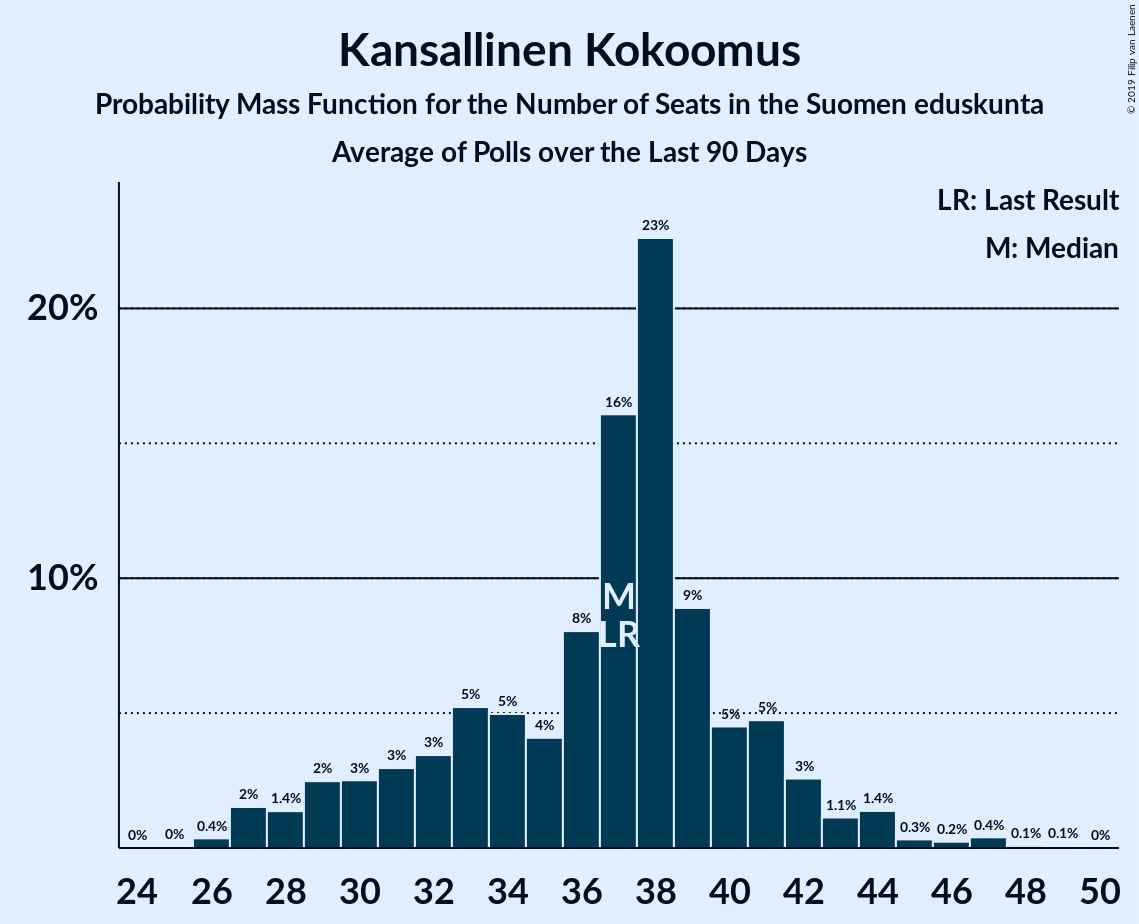 © 2019 Filip van Laenen
Kansallinen Kokoomus
Probability Mass Function for the Number of Seats in the Suomen eduskunta
Average of Polls over the Last 90 Days
LR: Last Result
M: Median
20%
10%
0% 0% 0.4% 2% 1.4% 2% 3% 3% 3% 5% 5% 4% 8% 16% 23% 9% 5% 5% 3% 1.1% 1.4% 0.3% 0.2% 0.4% 0.1% 0.1% 0%
M
LR
24 26 28 30 32 34 36 38 40 42 44 46 48 50